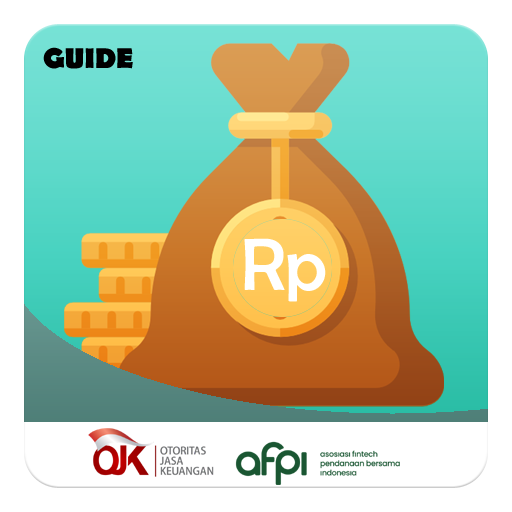 GUIDE
Rp
OJK
OTORITAS
JASA
KEUANGAN
afpi
asosiasi fintech
pendanaan bersama
indonesia